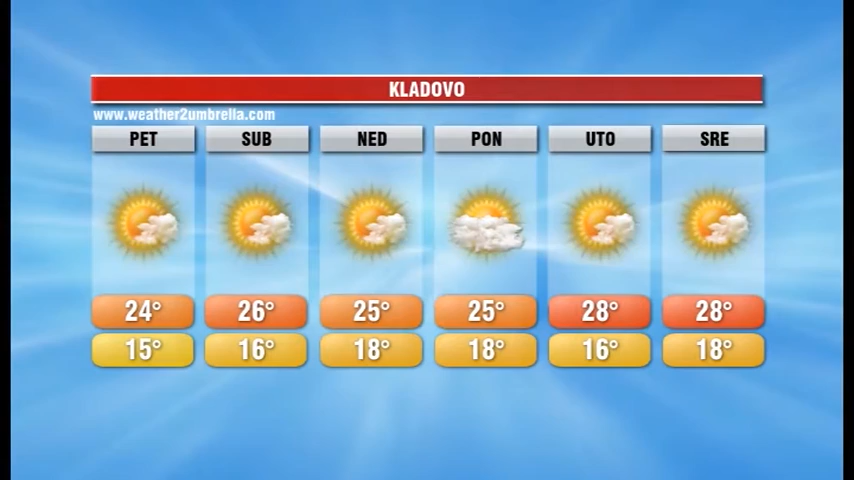 KLADOVO
www.weather2umbrella.com
PET SUB NED PON UTO SRE
24° 26° 25° 25° 28° 28°
15° 16° 18° 18° 16° 18°